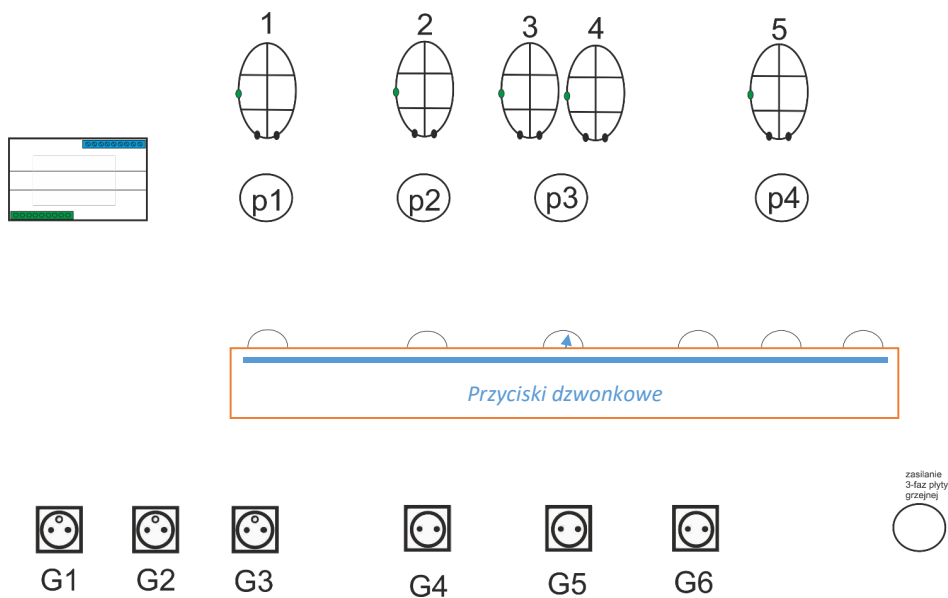 1
2
3
4
5
p1
p2
p3
p4
Przyciski dzwonkowe
zasilanie
3-faz płyty
grzejnej
G1
G2
G3
G4
G5
G6